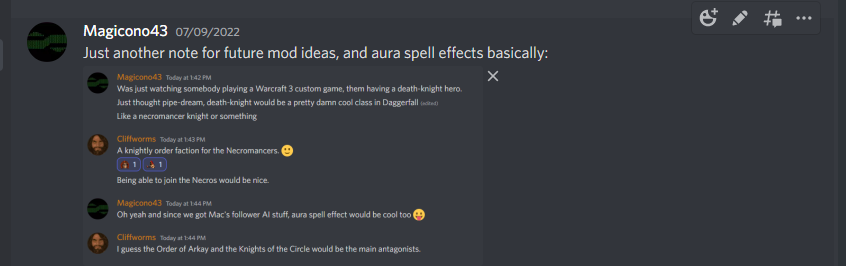 Magicono43 07/09/2022
Just another note for future mod ideas, and aura spell effects basically:
Magicono43 Today at 1:42 PM
Was just watching somebody playing a Warcraft 3 custom game, them having a death-knight hero.
Just thought pipe-dream, death-knight would be a pretty damn cool class in Daggerfall (edited)
Like a necromancer knight or something
Cliffworms Today at 1:43 PM
A knightly order faction for the Necromancers. 🙂
1 1
Being able to join the Necros would be nice.
Magicono43 Today at 1:44 PM
Oh yeah and since we got Mac's follower AI stuff, aura spell effect would be cool too 😛
Cliffworms Today at 1:44 PM
I guess the Order of Arkay and the Knights of the Circle would be the main antagonists.